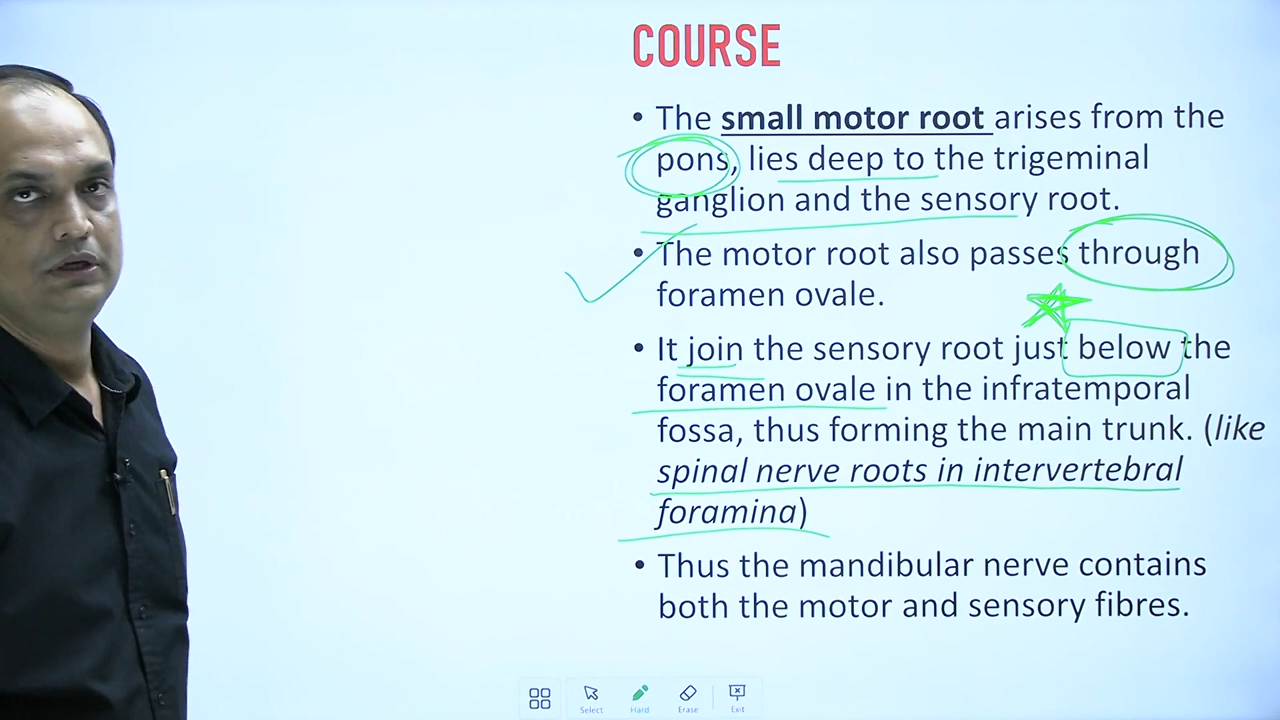 COURSE
• The small motor root arises from the
pons, lies deep to the trigeminal
ganglion and the sensory root.
• The motor root also passes through
foramen ovale.
• It join the sensory root just below the
foramen ovale in the infratemporal
fossa, thus forming the main trunk. (like
spinal nerve roots in intervertebral
foramina)
• Thus the mandibular nerve contains
both the motor and sensory fibres.
Select Hard Erase Exit